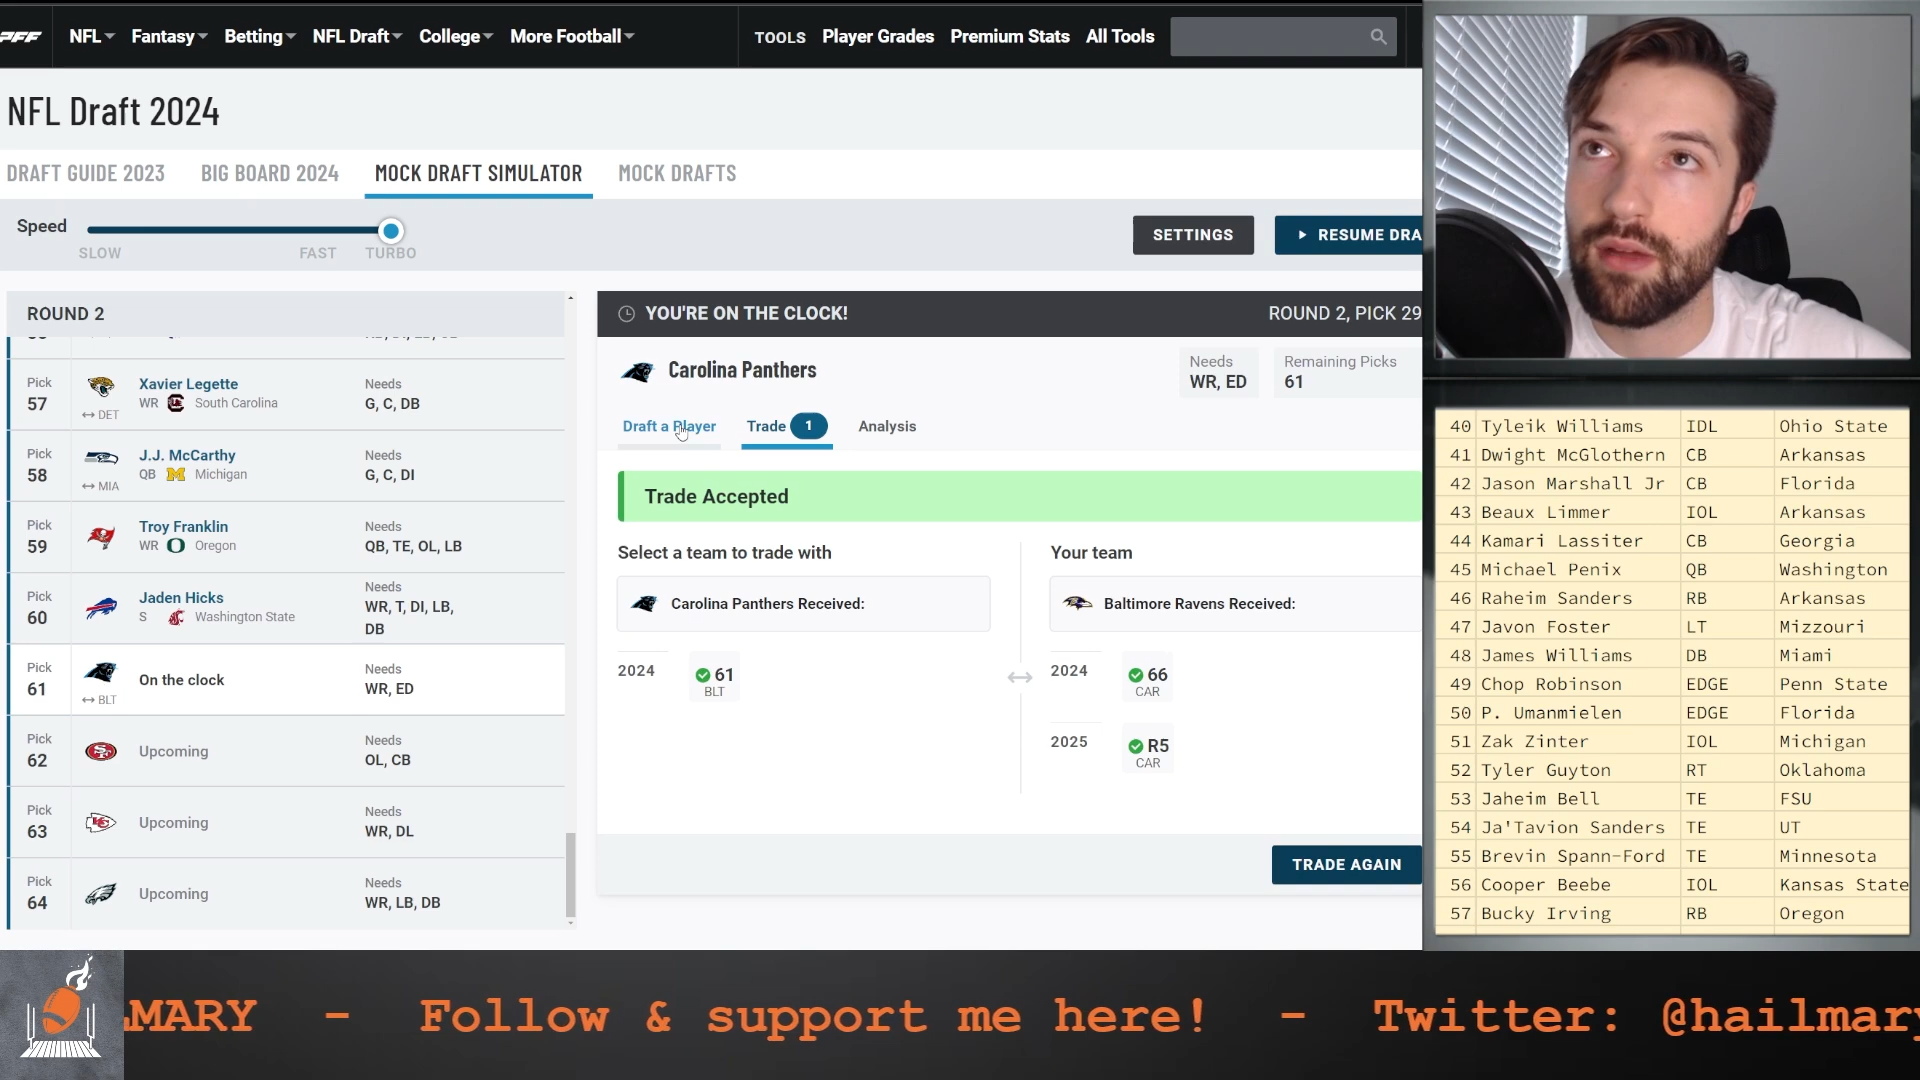 PFF
NFL
Fantasy
Betting
NFL Draft
College
More Football
TOOLS
Player Grades
Premium Stats
All Tools
NFL Draft 2024
DRAFT GUIDE 2023
BIG BOARD 2024
MOCK DRAFT SIMULATOR
MOCK DRAFTS
Speed
SLOW
FAST
TURBO
SETTINGS
RESUME DRA
ROUND 2
Pick 57
DET
Xavier Legette
WR South Carolina
Needs
G, C, DB
Pick 58
MIA
J.J. McCarthy
QB M Michigan
Needs
G, C, DI
Pick 59
Troy Franklin
WR O Oregon
Needs
QB, TE, OL, LB
Pick 60
Jaden Hicks
S Washington State
Needs
WR, T, DI, LB,
DB
Pick 61
BLT
On the clock
Needs
WR, ED
Pick 62
Upcoming
Needs
OL, CB
Pick 63
Upcoming
Needs
WR, DL
Pick 64
Upcoming
Needs
WR, LB, DB
YOU'RE ON THE CLOCK!
ROUND 2, PICK 29
Carolina Panthers
Needs
WR, ED
Remaining Picks
61
Draft a Player
Trade 1
Analysis
Trade Accepted
Select a team to trade with
Your team
Carolina Panthers Received:
Baltimore Ravens Received:
2024
61
BLT
2024
66
CAR
2025
R5
CAR
TRADE AGAIN
40 Tyleik Williams IDL Ohio State
41 Dwight McGlothern CB Arkansas
42 Jason Marshall Jr CB Florida
43 Beaux Limmer IOL Arkansas
44 Kamari Lassiter CB Georgia
45 Michael Penix QB Washington
46 Raheim Sanders RB Arkansas
47 Javon Foster LT Mizzouri
48 James Williams DB Miami
49 Chop Robinson EDGE Penn State
50 P. Umanmielen EDGE Florida
51 Zak Zinter IOL Michigan
52 Tyler Guyton RT Oklahoma
53 Jaheim Bell TE FSU
54 Ja'Tavion Sanders TE UT
55 Brevin Spann-Ford TE Minnesota
56 Cooper Beebe IOL Kansas State
57 Bucky Irving RB Oregon
MARY - Follow & support me here! - Twitter: @hailmary